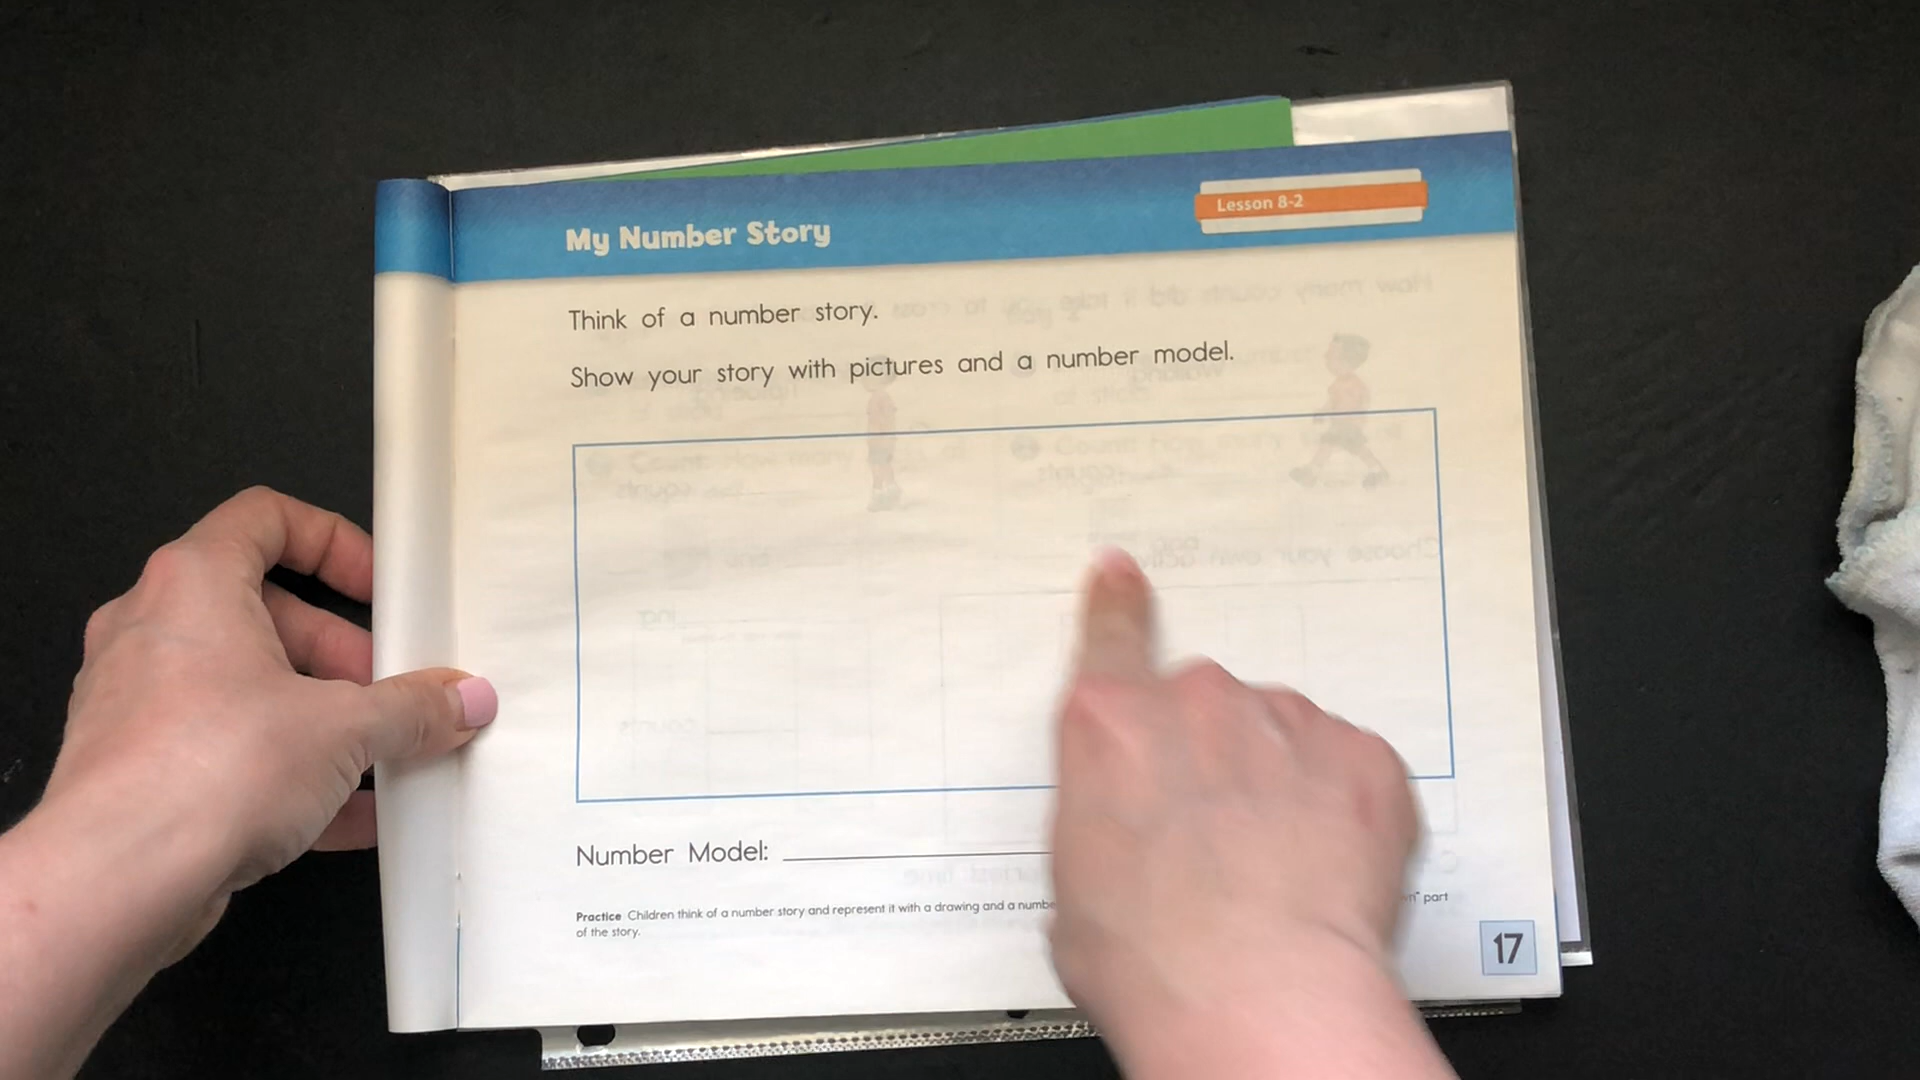 My Number Story
Lesson 8-2
Think of a number story.
Show your story with pictures and a number model.
Number Model:
Practice Children think of a number story and represent it with a drawing and a part
of the story.
17